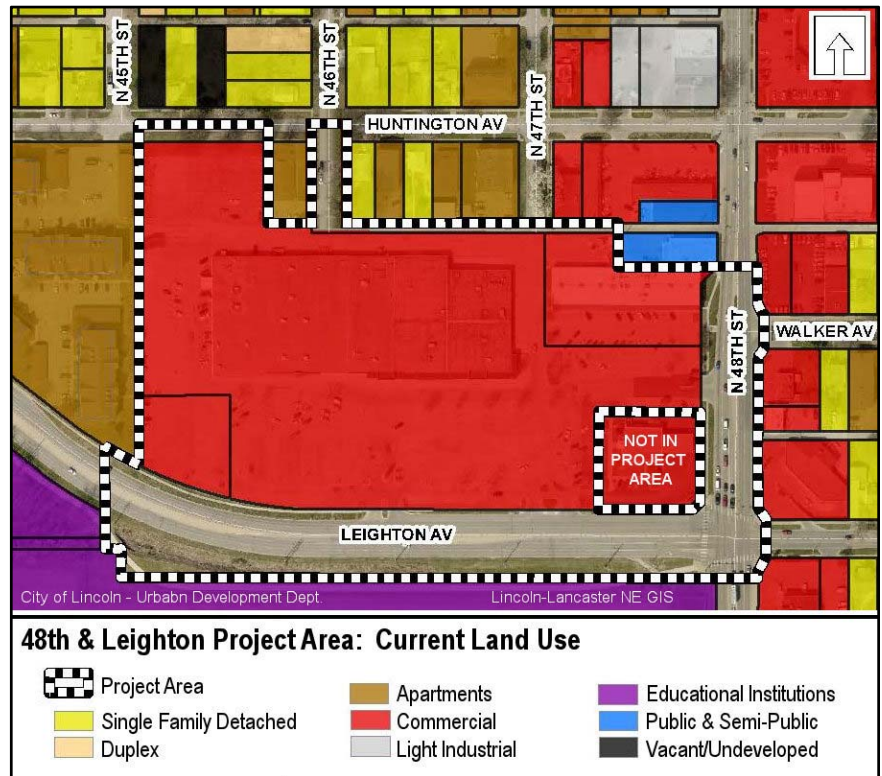 N 45TH ST
N 46TH ST
N 47TH ST
HUNTINGTON AV
WALKER AV
N 48TH ST
NOT IN
PROJECT
AREA
LEIGHTON AV
City of Lincoln - Urbabn Development Dept.
Lincoln-Lancaster NE GIS
48th & Leighton Project Area: Current Land Use
Project Area
Apartments
Educational Institutions
Single Family Detached
Commercial
Public & Semi-Public
Duplex
Light Industrial
Vacant/Undeveloped